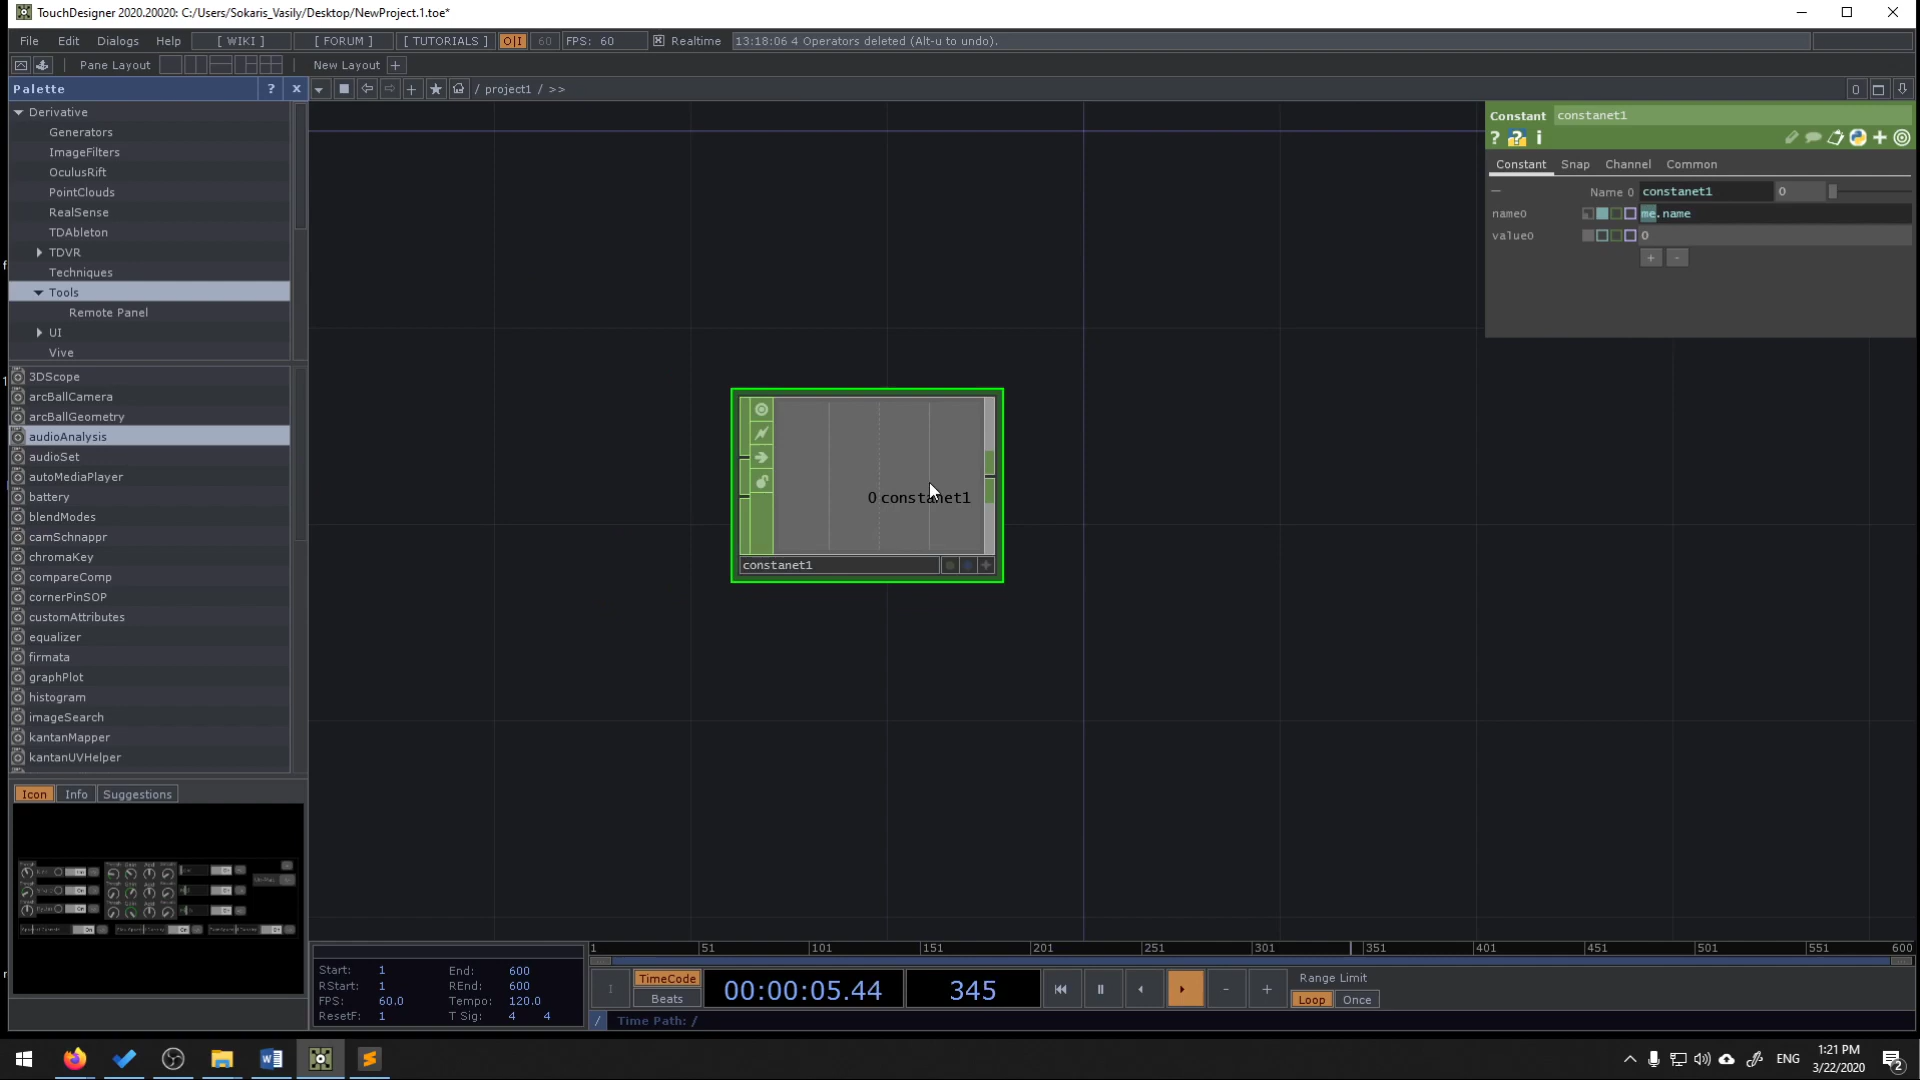 TouchDesigner 2020.20020: C:/Users/Sokaris_Vasily/Desktop/NewProject.1.toe*
File Edit Dialogs Help [ WIKI ] [ FORUM ] [ TUTORIALS ] O|I 60 FPS: 60 Realtime 13:18:06 4 Operators deleted (Alt-u to undo).
Pane Layout New Layout +
Palette ? x / project1 / >> 0
Derivative
Generators
ImageFilters
OculusRift
PointClouds
RealSense
TDAbleton
TDVR
Techniques
Tools
Remote Panel
UI
Vive
3DScope
arcBallCamera
arcBallGeometry
audioAnalysis
audioSet
autoMediaPlayer
battery
blendModes
camSchnappr
chromaKey
compareComp
cornerPinSOP
customAttributes
equalizer
firmata
graphPlot
histogram
imageSearch
kantanMapper
kantanUVHelper
Icon Info Suggestions
0 constanet1
constanet1
Constant constanet1
? ? i
Constant Snap Channel Common
Name 0 constanet1 0
name0 me.name
value0 0
+ -
1 51 101 151 201 251 301 351 401 451 501 551 600
Start: 1 End: 600
RStart: 1 REnd: 600
FPS: 60.0 Tempo: 120.0
ResetF: 1 T Sig: 4 4
1 TimeCode Beats 00:00:05.44 345 - + Range Limit
Loop Once
/ Time Path: /
ENG 1:21 PM
3/22/2020 2